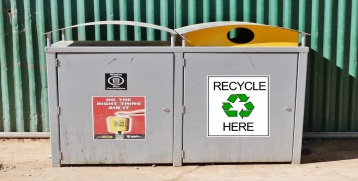 DO THE
RIGHT THING
BIN IT
RECYCLE
HERE